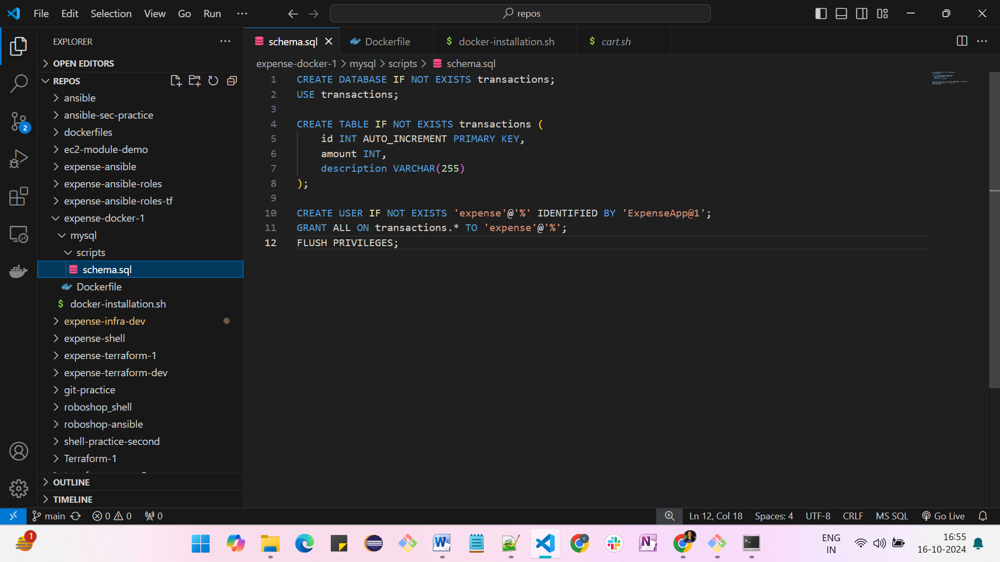 File Edit Selection View Go Run ···
repos
EXPLORER
OPEN EDITORS
REPOS
ansible
ansible-sec-practice
dockerfiles
ec2-module-demo
expense-ansible
expense-ansible-roles
expense-ansible-roles-tf
expense-docker-1
mysql
scripts
schema.sql
Dockerfile
docker-installation.sh
expense-infra-dev
expense-shell
expense-terraform-1
expense-terraform-dev
git-practice
roboshop_shell
roboshop-ansible
shell-practice-second
Terraform-1
OUTLINE
TIMELINE
2
schema.sql Dockerfile $ docker-installation.sh $ cart.sh
expense-docker-1 > mysql > scripts > schema.sql
1 CREATE DATABASE IF NOT EXISTS transactions;
2 USE transactions;
3
4 CREATE TABLE IF NOT EXISTS transactions (
5 id INT AUTO_INCREMENT PRIMARY KEY,
6 amount INT,
7 description VARCHAR(255)
8 );
9
10 CREATE USER IF NOT EXISTS 'expense'@'%' IDENTIFIED BY 'ExpenseApp@1';
11 GRANT ALL ON transactions.* TO 'expense'@'%';
12 FLUSH PRIVILEGES;
main 0 0 0 Ln 12, Col 18 Spaces: 4 UTF-8 CRLF MS SQL Go Live
1
ENG
IN
16:55
16-10-2024